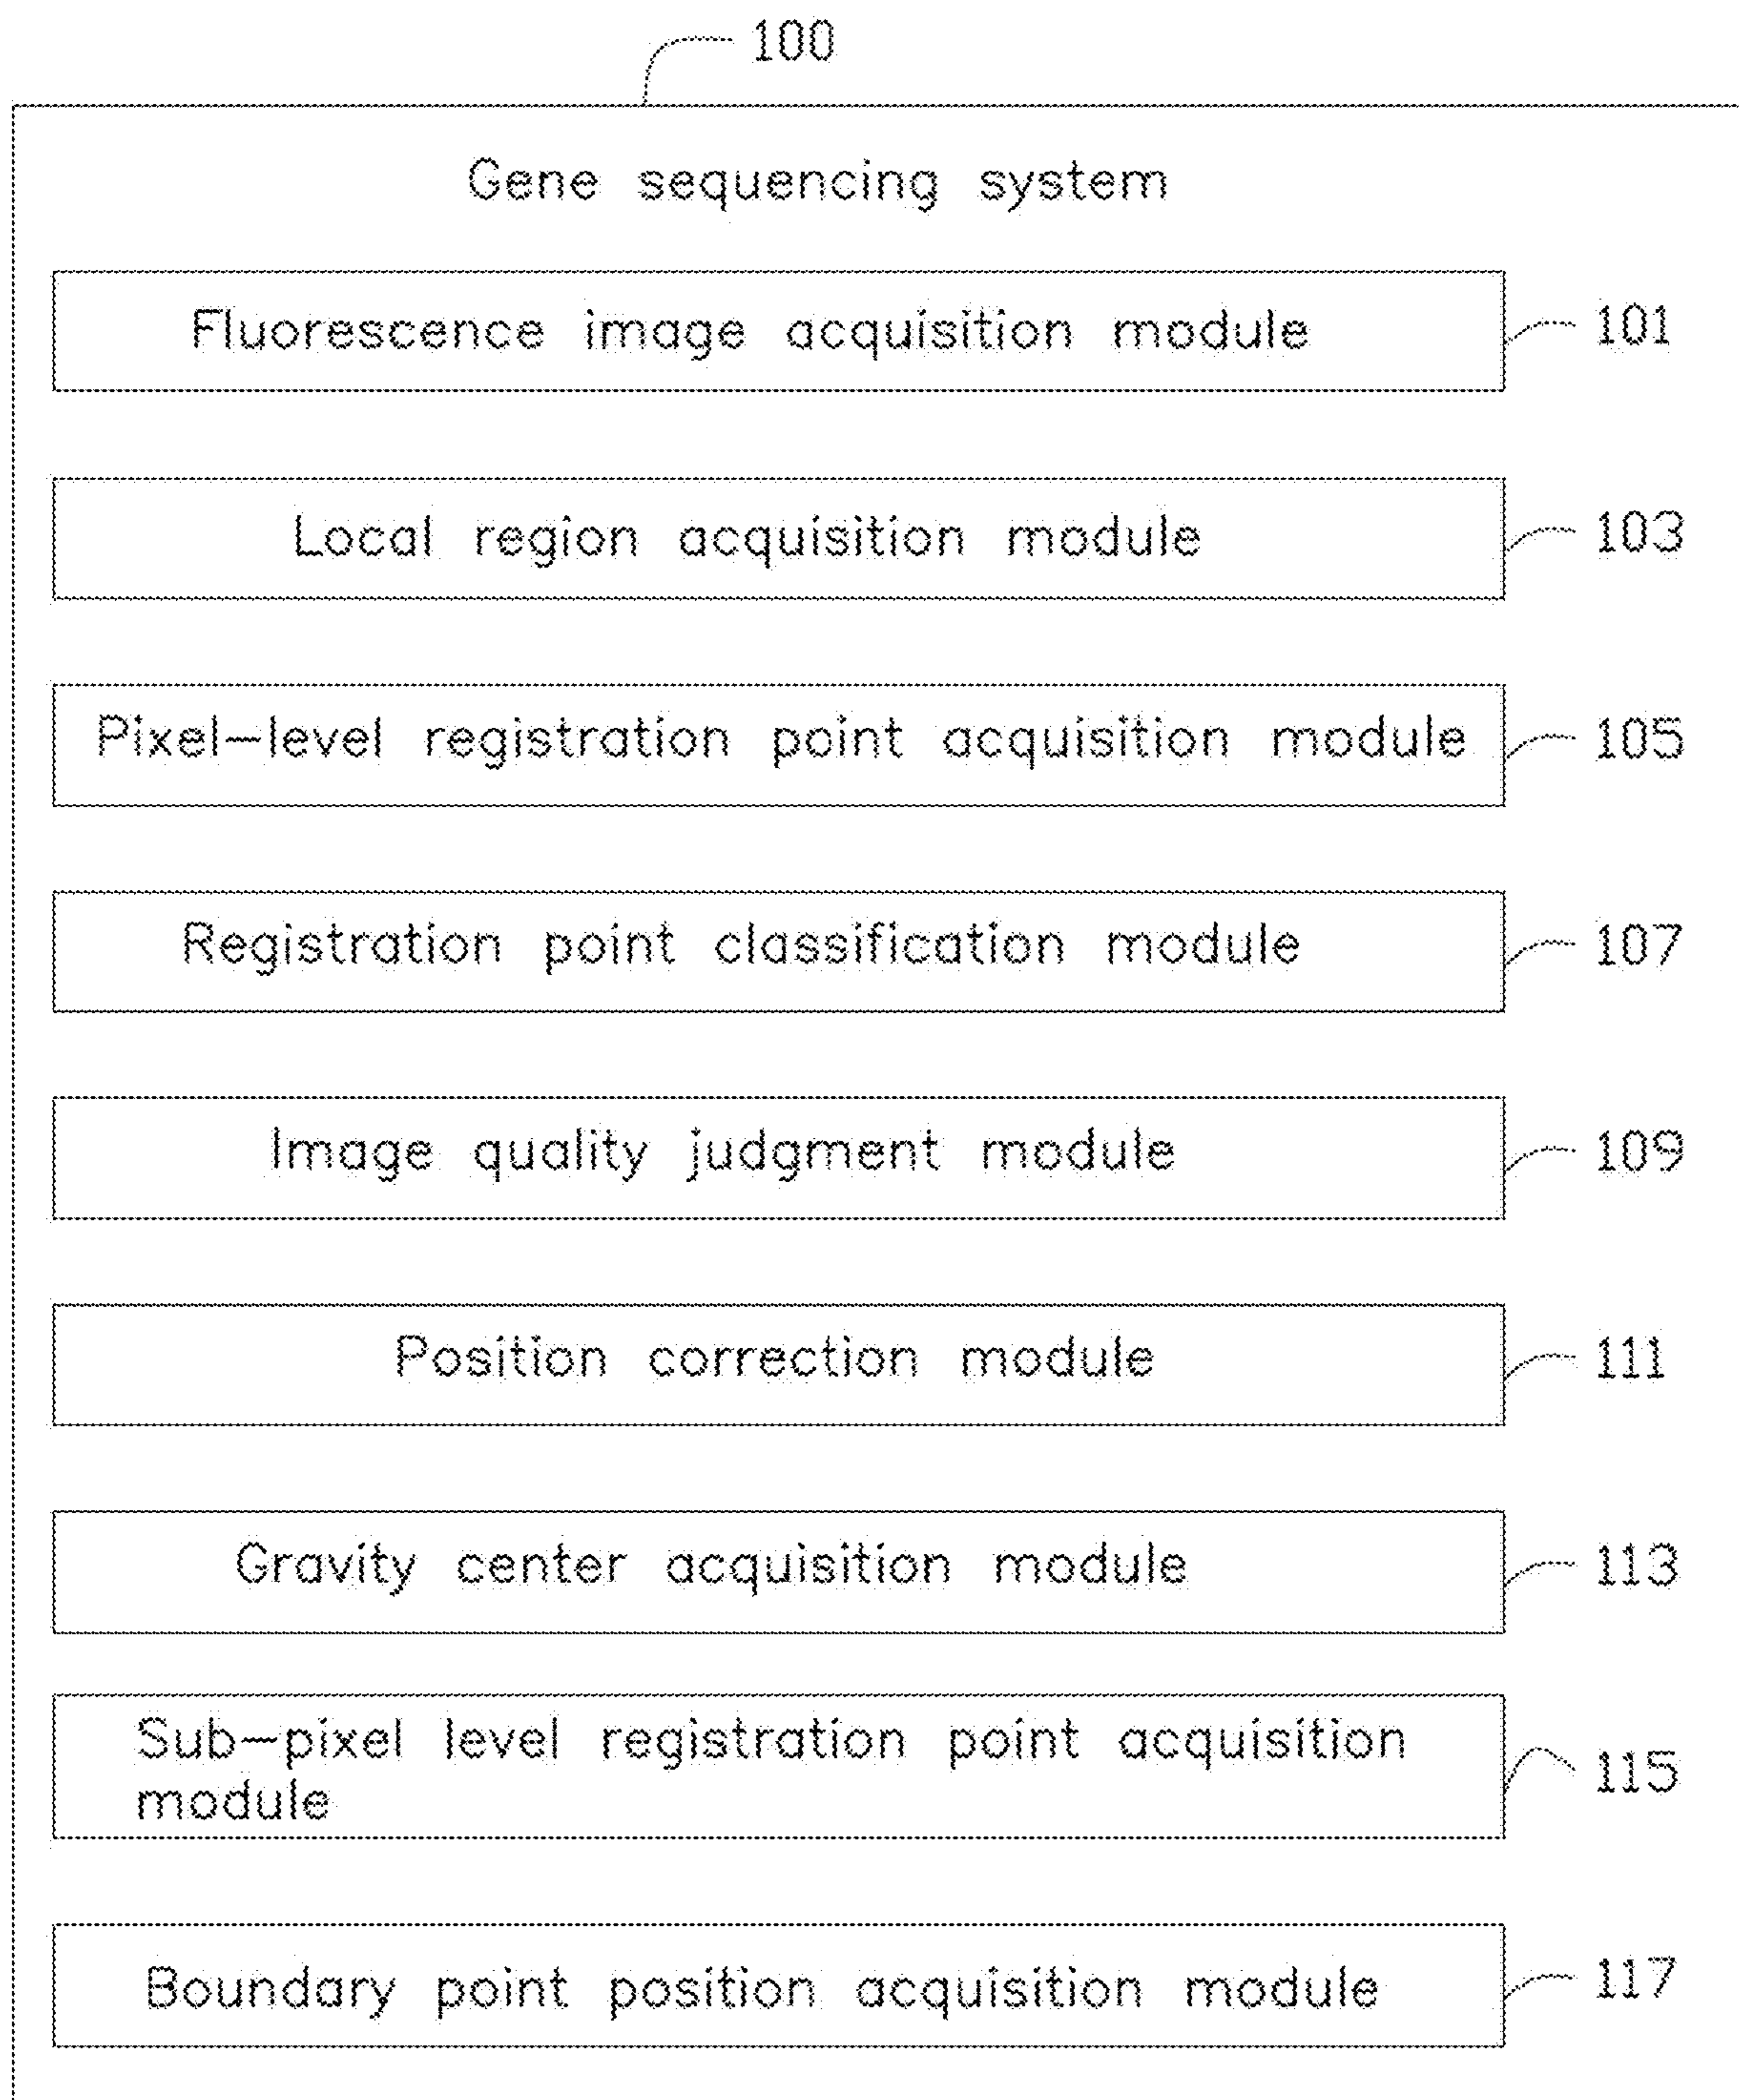 100
Gene sequencing system
Fluorescence image acquisition module 101
Local region acquisition module 103
Pixel-level registration point acquisition module 105
Registration point classification module 107
Image quality judgment module 109
Position correction module 111
Gravity center acquisition module 113
Sub-pixel level registration point acquisition
module
115
Boundary point position acquisition module 117